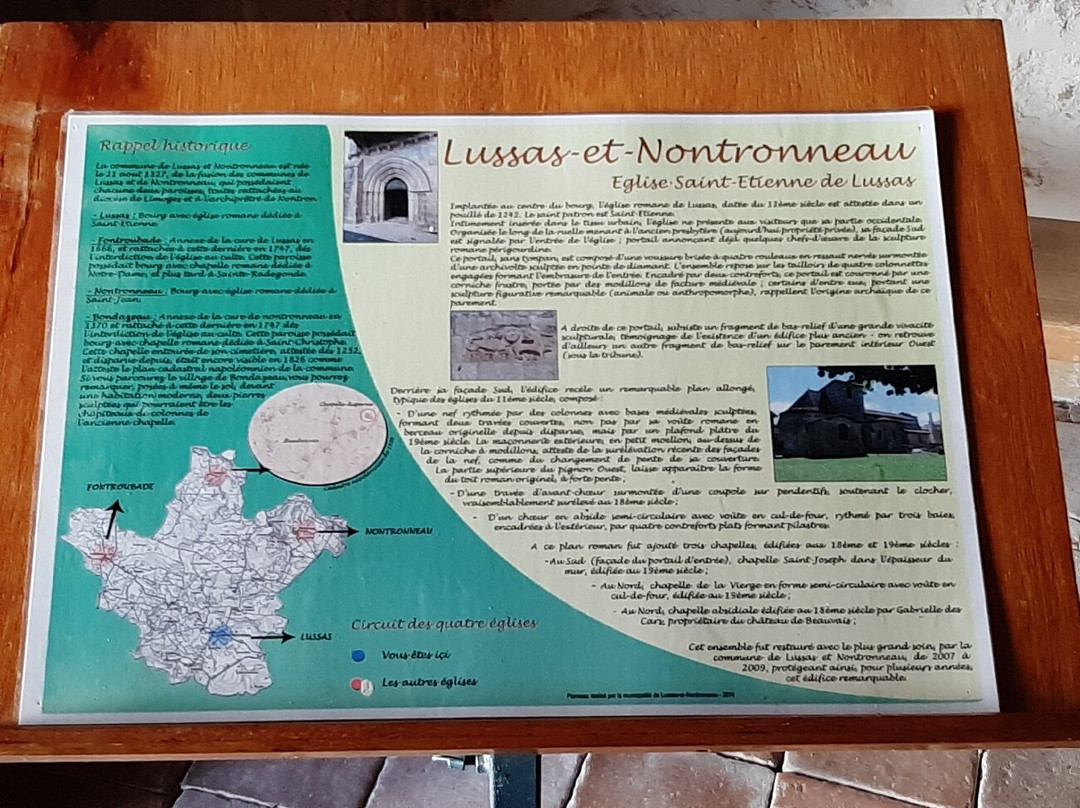 Rappel historique
La commune de Lussas et Nontronneau est née
le 21 aout 1827, de la fusion des communes de
Lussas et de Nontronneau, qui possédaient
chacune deux paroisses, toutes rattachées au
diocèse de Limoges et à l'archiprêtré de Nontron.
- Lussas : Bourg avec église romane dédiée à
Saint-Etienne.
- Fontroubade : Annexe de la cure de Lussas en
1666, et rattachée à cette dernière en 1747, dès
l'interdiction de l'église au culte. Cette paroisse
possédait bourg avec chapelle romane dédiée à
Notre-Dame, et plus tard à Sainte-Radegonde.
- Nontronneau : Bourg avec église romane dédiée à
Saint-Jean.
- Bondazeau : Annexe de la cure de nontronneau en
1370 et rattaché à cette dernière en 1747 dès
l'interdiction de l'église au culte. Cette paroisse possédait
bourg avec chapelle romane dédiée à Saint-Christophe.
Cette chapelle entourée de son cimetière, attestée dès 1252,
et disparue depuis, était encore visible en 1826 comme
l'atteste le plan cadastral napoléonien de la commune.
Si vous parcourez le village de Bondazeau, vous pourrez
remarquer, posées à même le sol, devant
une habitation moderne, deux pierres
sculptées qui pourraient être les
chapiteaux de colonnes de
l'ancienne chapelle.
FONTROUBADE
NONTRONNEAU
LUSSAS
Circuit des quatre églises
Vous êtes içi
Les autres églises
Lussas-et-Nontronneau
Eglise Saint-Etienne de Lussas
Implantée au centre du bourg, l'église romane de Lussas, datée du 12ème siècle est attestée dans un
pouillé de 1242. Le saint patron est Saint-Etienne.
Intimement insérée dans le tissu urbain, l'église ne présente aux visiteurs que sa partie occidentale.
Organisée le long de la ruelle menant à l'ancien presbytère (aujourd'hui propriété privée), sa façade Sud
est signalée par l'entrée de l'église ; portail annonçant déjà quelques chefs-d'œuvre de la sculpture
romane périgourdine.
Ce portail, sans tympan, est composé d'une voussure brisée à quatre rouleaux en ressaut nervés surmontée
d'une archivolte sculptée en pointe de diamant. L'ensemble repose sur les tailloirs de quatre colonnettes
engagées formant l'embrasure de l'entrée. Encadré par deux contreforts, ce portail est couronné par une
corniche frustre, portée par des modillons de facture médiévale ; certains d'entre eux, portant une
sculpture figurative remarquable (animale ou anthropomorphe), rappellent l'origine archaïque de ce
parement.
A droite de ce portail, subsiste un fragment de bas-relief d'une grande vivacité
sculpturale, témoignage de l'existence d'un édifice plus ancien - on retrouve
d'ailleurs un autre fragment de bas-relief sur le parement intérieur Ouest
(sous la tribune).
Derrière sa façade Sud, l'édifice recèle un remarquable plan allongé,
typique des églises du 11ème siècle, composé :
- D'une nef rythmée par des colonnes avec bases médiévales sculptées,
formant deux travées couvertes, non pas par sa voûte romane en
berceau originelle depuis disparue, mais par un plafond plâtre du
19ème siècle. La maçonnerie extérieure, en petit moellon, au-dessus de
la corniche à modillons, atteste de la surélévation récente des façades
de la nef, comme du changement de pente de sa couverture.
La partie supérieure du pignon Ouest, laisse apparaitre la forme
du toit roman originel, à forte pente ;
- D'une travée d'avant-chœur surmontée d'une coupole sur pendentifs, soutenant le clocher,
vraisemblablement surélevé au 18ème siècle ;
- D'un chœur en abside semi-circulaire avec voûte en cul-de-four, rythmé par trois baies,
encadrées à l'extérieur, par quatre contreforts plats formant pilastres.
A ce plan roman fut ajouté trois chapelles, édifiées aux 18ème et 19ème siècles :
-Au Sud (façade du portail d'entrée), chapelle Saint-Joseph dans l'épaisseur du
mur, édifiée au 19ème siècle ;
- Au Nord, chapelle de la Vierge en forme semi-circulaire avec voûte en
cul-de-four, édifiée au 19ème siècle ;
- Au Nord, chapelle absidiale édifiée au 18ème siècle par Gabrielle des
Cars, propriétaire du château de Beauvais ;
Cet ensemble fut restauré avec le plus grand soin, par la
commune de Lussas et Nontronneau, de 2007 à
2009, protégeant ainsi, pour plusieurs années,
cet édifice remarquable.
Panneau réalisé par la municipalité de Lussas-et-Nontronneau - 2014